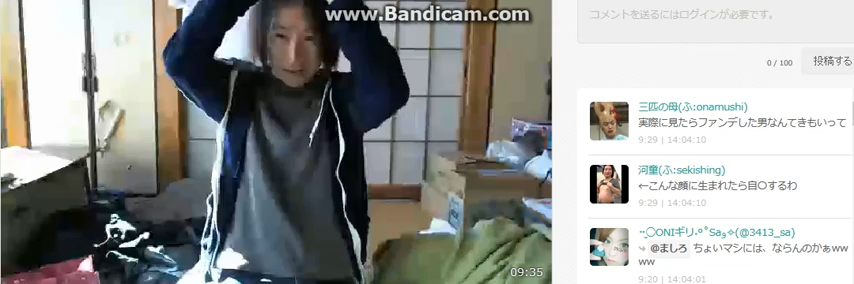 www.Bandicam.com
09:35
コメントを送るにはログインが必要です。
0 / 100
投稿する
三匹の母(ふ:onamushi)
実際に見たらファンデした男なんてきもいって
9:29 | 14:04:10
河童(ふ:sekishing)
←こんな顔に生まれたら自〇するわ
9:29 | 14:04:10
@ましろ ちょいマシには、ならんのかぁww
ww
9:20 | 14:04:01